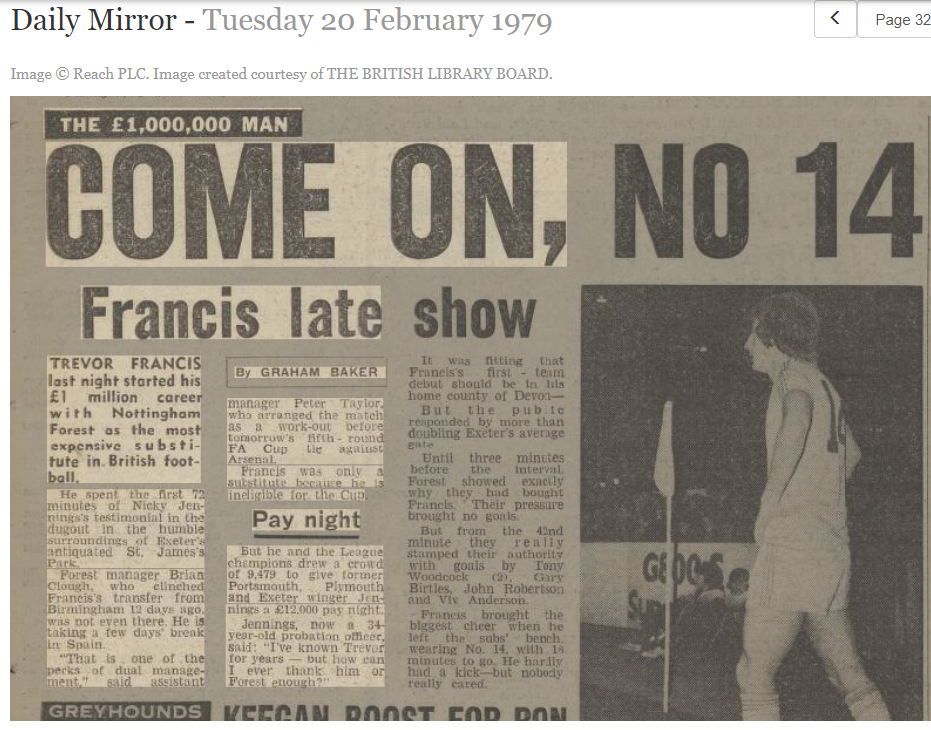 Daily Mirror - Tuesday 20 February 1979
Page 32
Image © Reach PLC. Image created courtesy of THE BRITISH LIBRARY BOARD.
THE £1,000,000 MAN
COME ON, NO 14
Francis late show
TREVOR FRANCIS
last night started his
£1 million career
with Nottingham
Forest as the most
expensive substi-
tute in British foot-
ball.
He spent the first 72
minutes of Nicky Jen-
nings's testimonial in the
dugout in the humble
surroundings of Exeter's
antiquated St. James's
Park.
Forest manager Brian
Clough, who clinched
Francis's transfer from
Birmingham 12 days ago,
was not even there. He is
taking a few days' break
in Spain.
"That is one of the
perks of dual manage-
ment," said assistant
By GRAHAM BAKER
manager Peter Taylor,
who arranged the match
as a work-out before
tomorrow's fifth-round
FA Cup tie against
Arsenal.
Francis was only a
substitute because he is
ineligible for the Cup.
Pay night
But he and the League
champions drew a crowd
of 9,479 to give former
Portsmouth, Plymouth
and Exeter winger Jen-
nings a £12,000 pay night.
Jennings, now a 34-
year-old probation officer,
said: "I've known Trevor
for years — but how can
I ever thank him or
Forest enough?"
It was fitting that
Francis's first-team
debut should be in his
home county of Devon—
But the public
responded by more than
doubling Exeter's average
gate.
Until three minutes
before the interval,
Forest showed exactly
why they had bought
Francis. Their pressure
brought no goals.
But from the 42nd
minute they really
stamped their authority
with goals by Tony
Woodcock (2), Gary
Birtles, John Robertson
and Viv Anderson.
Francis brought the
biggest cheer when he
left the subs' bench,
wearing No. 14, with 18
minutes to go. He hardly
had a kick—but nobody
really cared.
GREYHOUNDS
KEEGAN BOOST FOR RON